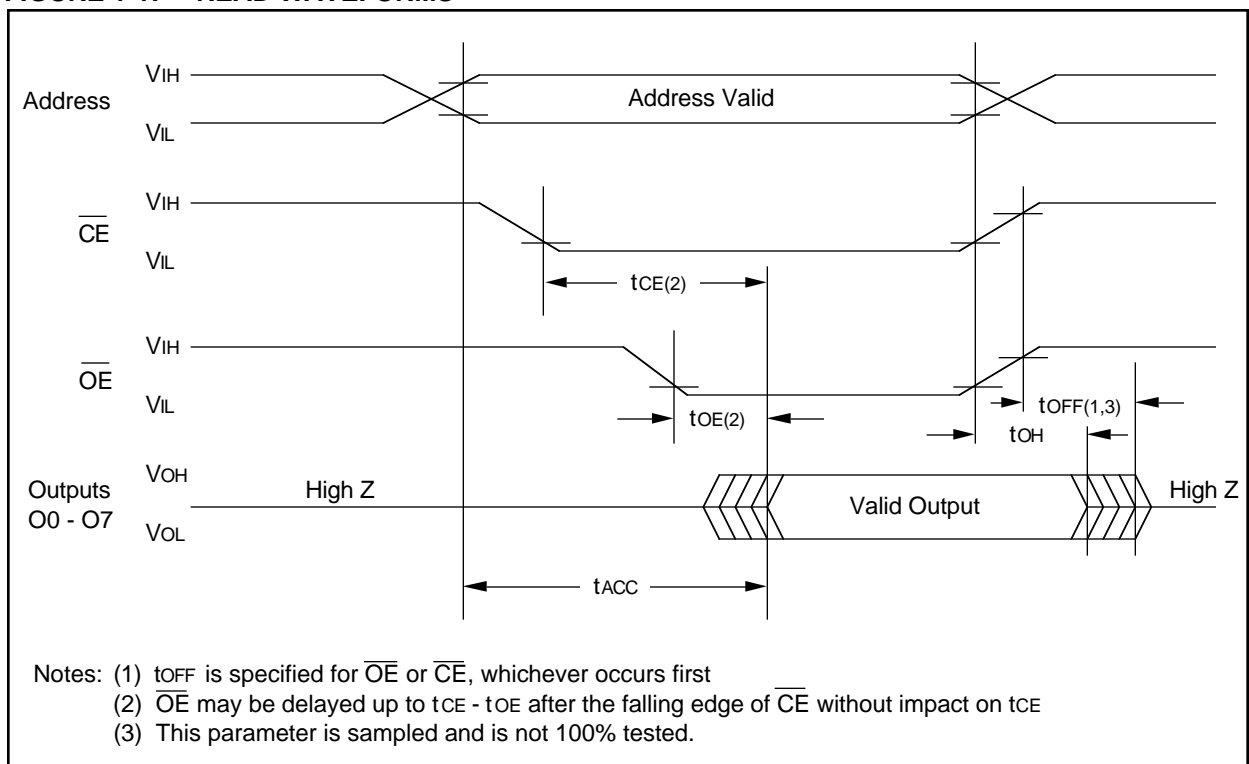 VIH
Address
Address Valid
VIL
VIH
CE
VIL
tCE(2)
VIH
OE
VIL
tOE(2)
tOFF(1,3)
tOH
VOH
Outputs
O0 - O7
High Z
Valid Output
High Z
VOL
tACC
Notes: (1) tOFF is specified for OE or CE, whichever occurs first
(2) OE may be delayed up to tCE - tOE after the falling edge of CE without impact on tCE
(3) This parameter is sampled and is not 100% tested.